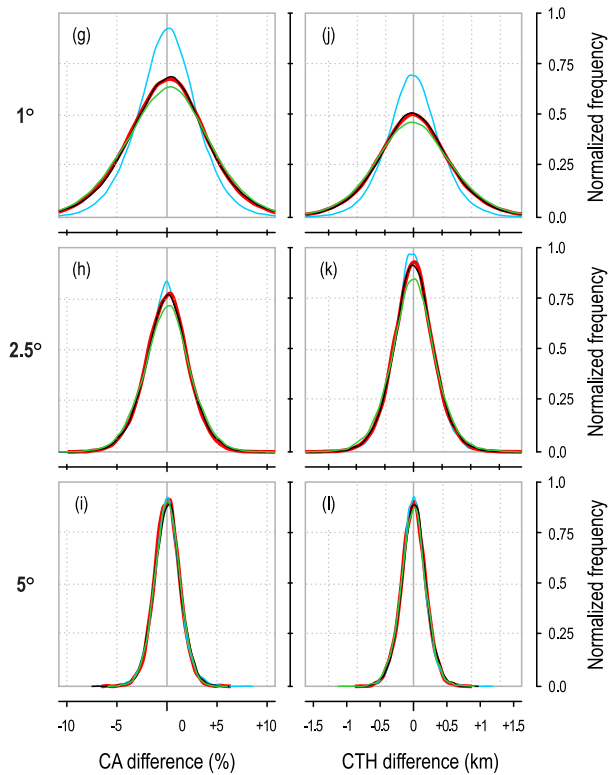 (g)
(j)
1.0
0.75
0.5
0.25
0.0
1°
Normalized frequency
(h)
(k)
1.0
0.75
0.5
0.25
0.0
2.5°
Normalized frequency
(i)
(l)
1.0
0.75
0.5
0.25
0.0
5°
Normalized frequency
-10 -5 0 +5 +10
-1.5 -1 -0.5 0 +0.5 +1 +1.5
CA difference (%)
CTH difference (km)